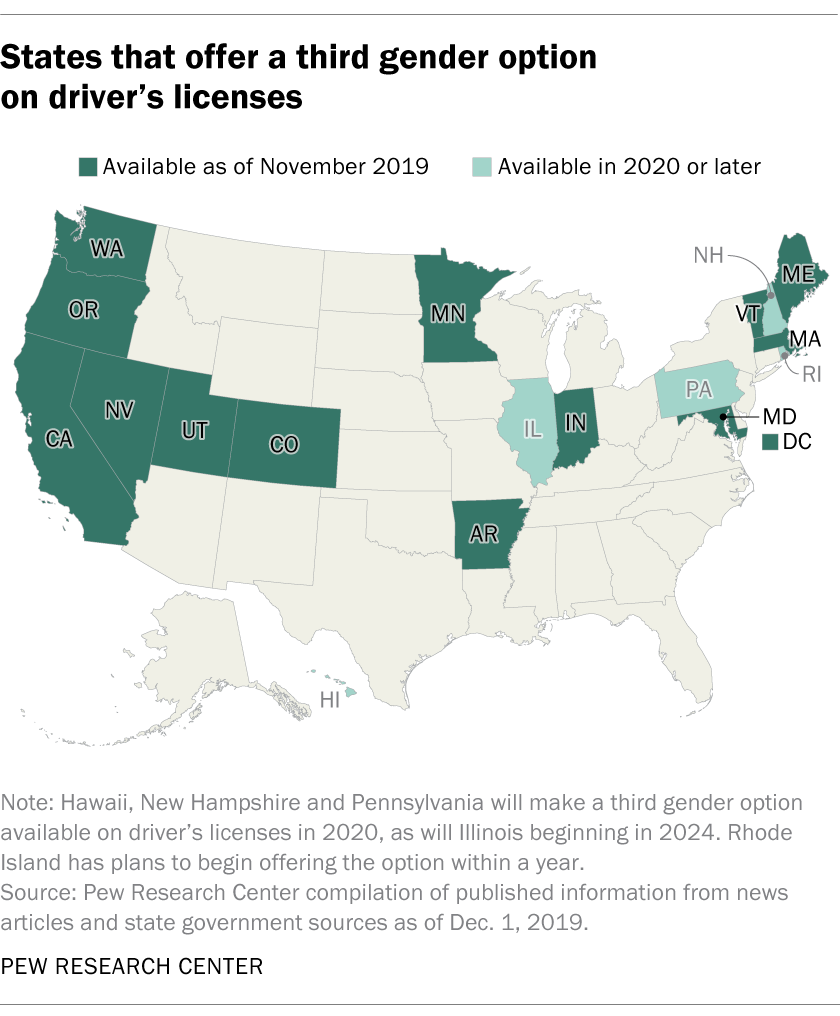 States that offer a third gender option
on driver’s licenses
Available as of November 2019 Available in 2020 or later
WA
NH
ME
OR
MN
VT
MA
RI
NV
PA
CA
UT
CO
IL
IN
MD
DC
AR
HI
Note: Hawaii, New Hampshire and Pennsylvania will make a third gender option
available on driver’s licenses in 2020, as will Illinois beginning in 2024. Rhode
Island has plans to begin offering the option within a year.
Source: Pew Research Center compilation of published information from news
articles and state government sources as of Dec. 1, 2019.
PEW RESEARCH CENTER